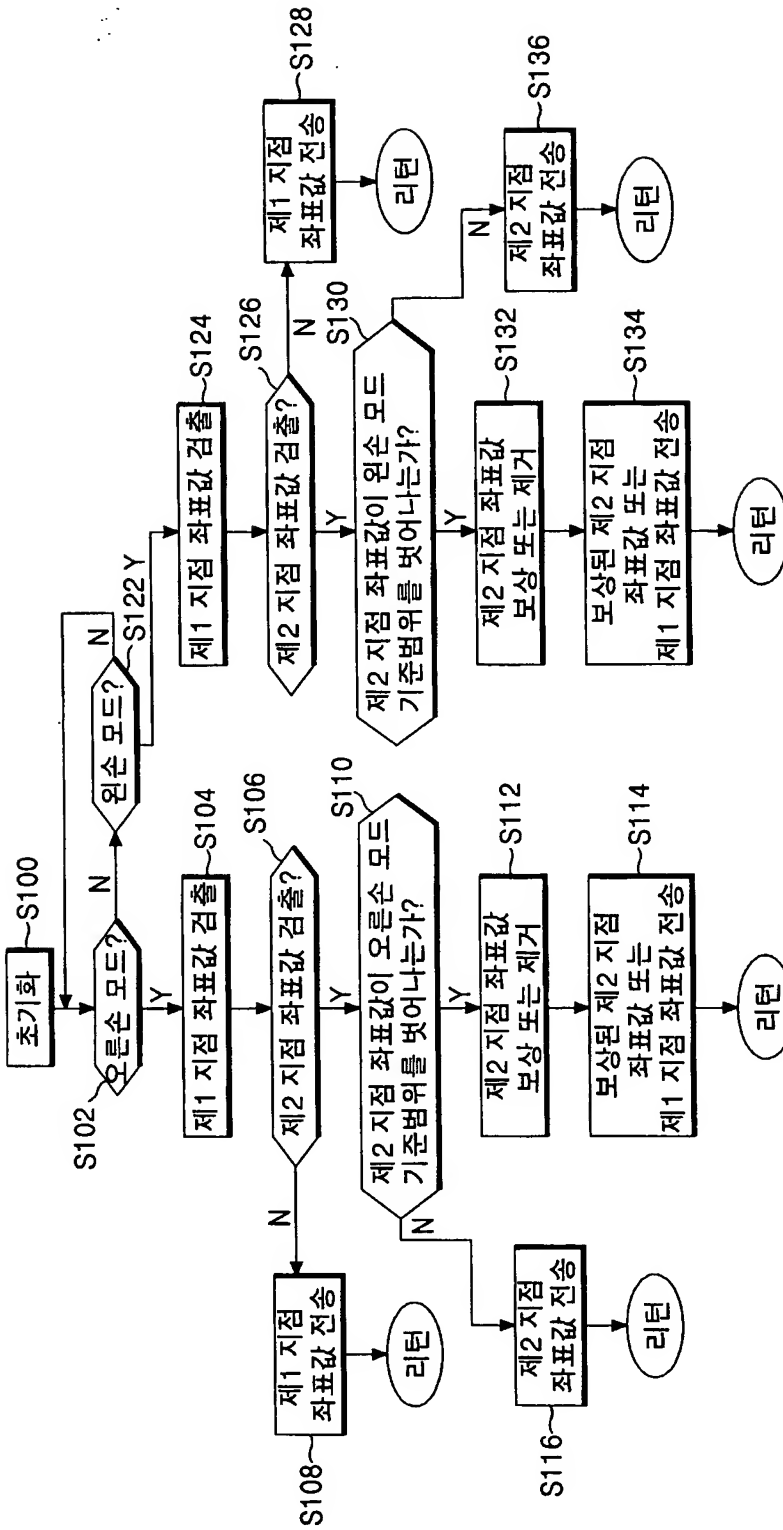 초기화
S100
오른손 모드?
S102
N
Y
왼손 모드?
S122
N
Y
제1 지점 좌표값 검출
S104
제2 지점 좌표값 검출?
S106
N
Y
제1 지점
좌표값 전송
S108
리턴
제2 지점 좌표값이 오른손 모드
기준범위를 벗어나는가?
S110
N
Y
제2 지점
좌표값 전송
S116
리턴
제2 지점 좌표값
보상 또는 제거
S112
보상된 제2 지점
좌표값 또는
제1 지점 좌표값 전송
S114
리턴
제1 지점 좌표값 검출
S124
제2 지점 좌표값 검출?
S126
N
Y
제1 지점
좌표값 전송
S128
리턴
제2 지점 좌표값이 왼손 모드
기준범위를 벗어나는가?
S130
N
Y
제2 지점
좌표값 전송
S136
리턴
제2 지점 좌표값
보상 또는 제거
S132
보상된 제2 지점
좌표값 또는
제1 지점 좌표값 전송
S134
리턴